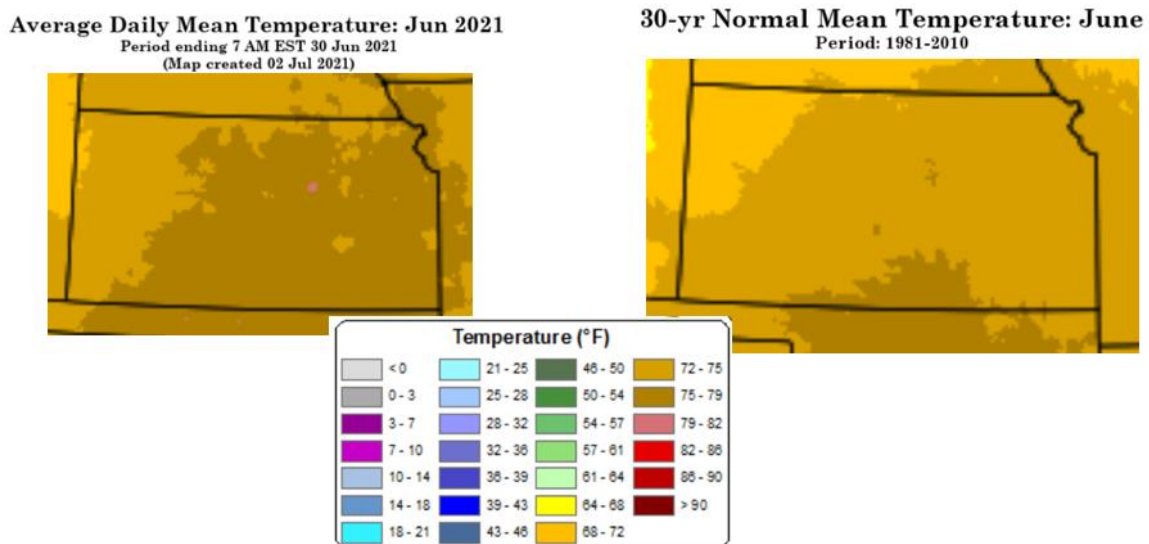 Average Daily Mean Temperature: Jun 2021
Period ending 7 AM EST 30 Jun 2021
(Map created 02 Jul 2021)
30-yr Normal Mean Temperature: June
Period: 1981-2010
Temperature (°F)
< 0
0 - 3
3 - 7
7 - 10
10 - 14
14 - 18
18 - 21
21 - 25
25 - 28
28 - 32
32 - 36
36 - 39
39 - 43
43 - 46
46 - 50
50 - 54
54 - 57
57 - 61
61 - 64
64 - 68
68 - 72
72 - 75
75 - 79
79 - 82
82 - 86
86 - 90
> 90